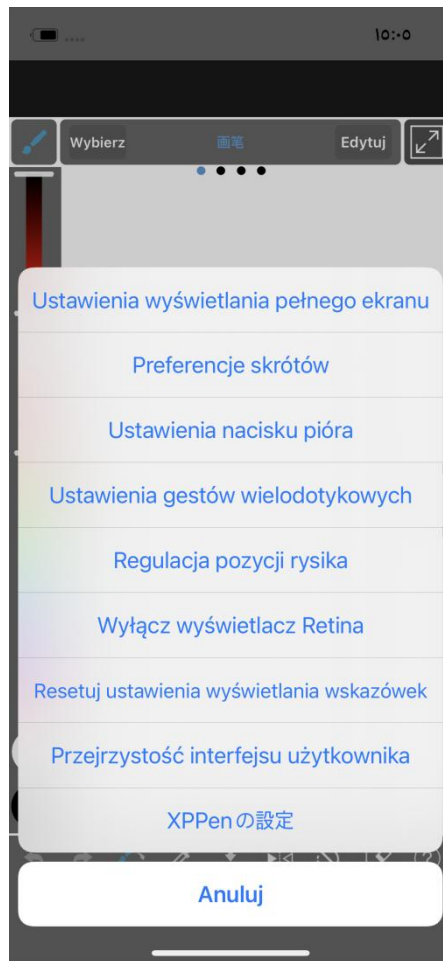 ١٥:٠٥
Wybierz 画笔 Edytuj
Ustawienia wyświetlania pełnego ekranu
Preferencje skrótów
Ustawienia nacisku pióra
Ustawienia gestów wielodotykowych
Regulacja pozycji rysika
Wyłącz wyświetlacz Retina
Resetuj ustawienia wyświetlania wskazówek
Przejrzystość interfejsu użytkownika
XPPenの設定
Anuluj